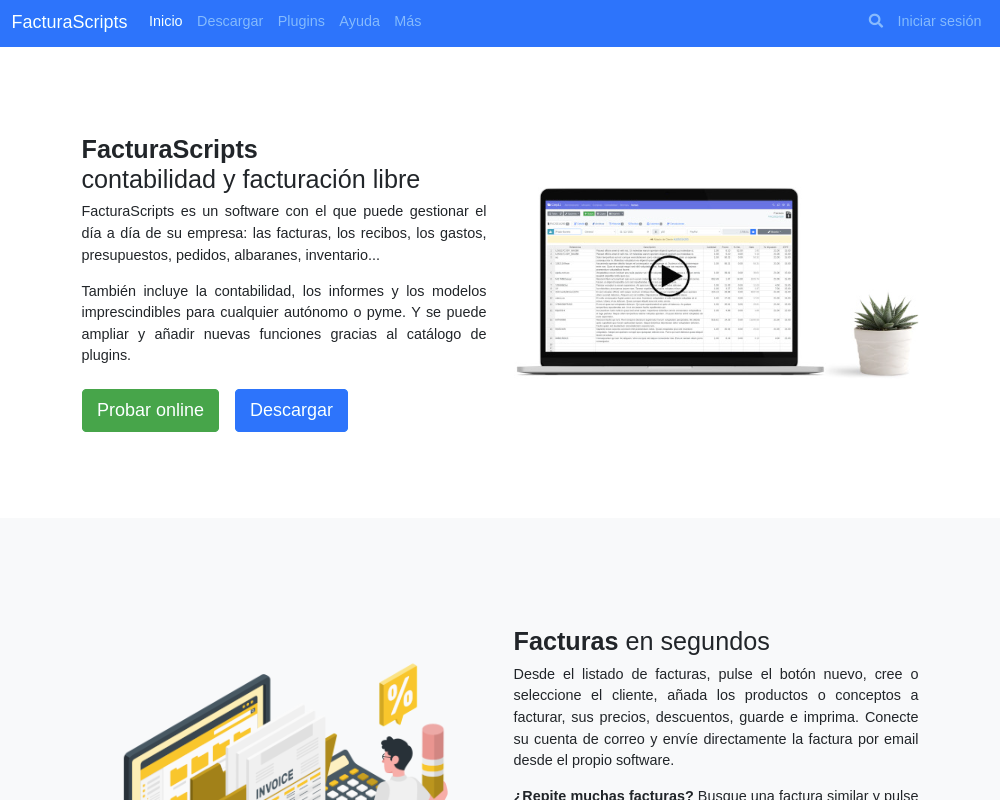 FacturaScripts Inicio Descargar Plugins Ayuda Más Iniciar sesión
FacturaScripts
contabilidad y facturación libre
FacturaScripts es un software con el que puede gestionar el
día a día de su empresa: las facturas, los recibos, los gastos,
presupuestos, pedidos, albaranes, inventario...
También incluye la contabilidad, los informes y los modelos
imprescindibles para cualquier autónomo o pyme. Y se puede
ampliar y añadir nuevas funciones gracias al catálogo de
plugins.
Probar online Descargar
Facturas en segundos
Desde el listado de facturas, pulse el botón nuevo, cree o
seleccione el cliente, añada los productos o conceptos a
facturar, sus precios, descuentos, guarde e imprima. Conecte
su cuenta de correo y envíe directamente la factura por email
desde el propio software.
¿Repite muchas facturas? Busque una factura similar y pulse
%
INVOICE